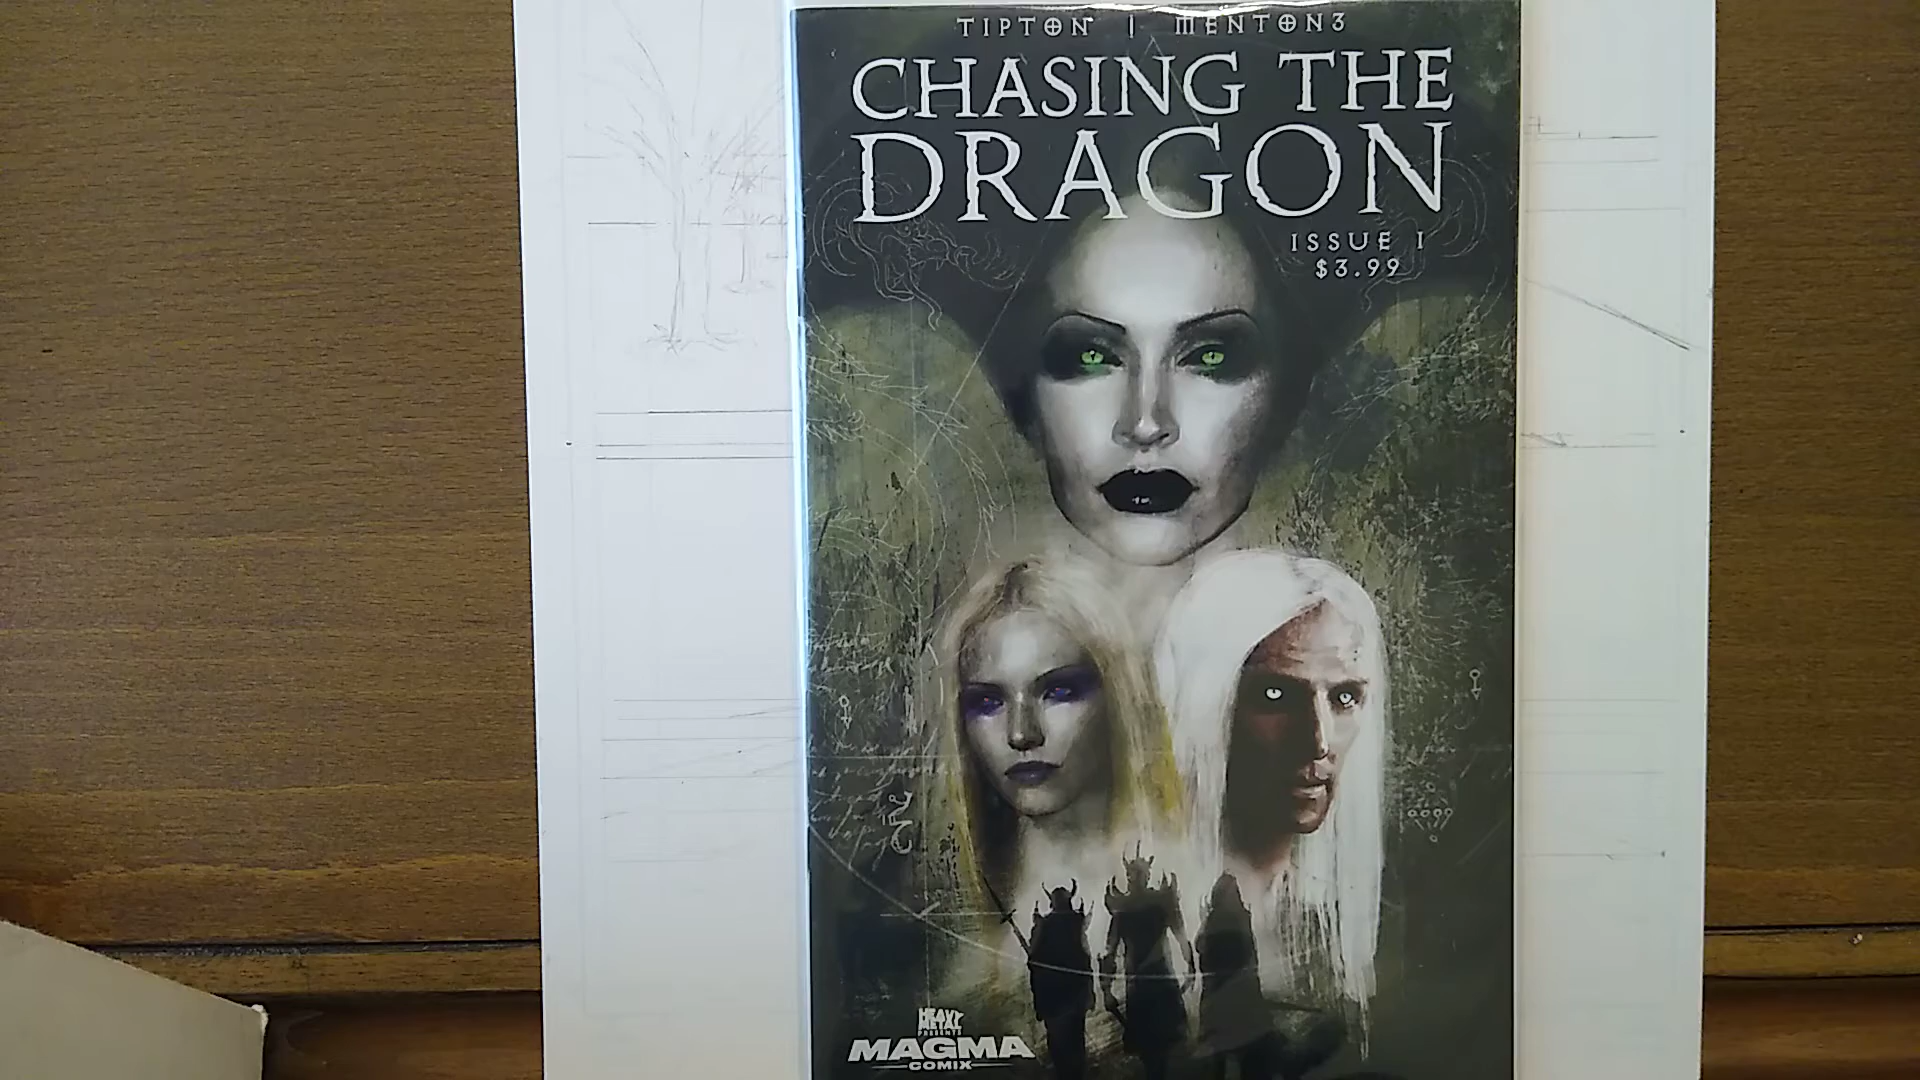 TIPTON | MENTON3
CHASING THE
DRAGON
ISSUE 1
$3.99
HEAVY
METAL
PRESENTS
MAGMA
COMIX